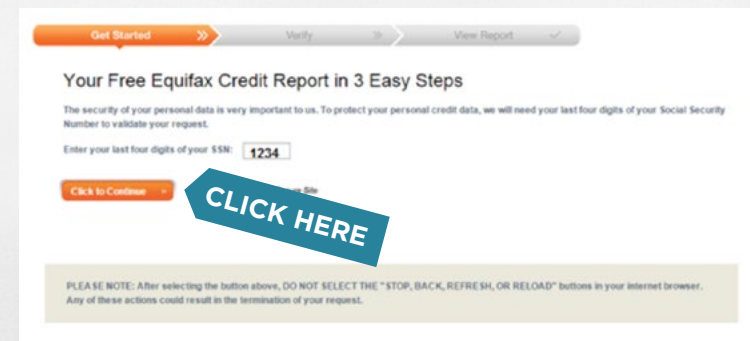 Get Started » Verify » View Report ✓
Your Free Equifax Credit Report in 3 Easy Steps
The security of your personal data is very important to us. To protect your personal credit data, we will need your last four digits of your Social Security
Number to validate your request.
Enter your last four digits of your SSN: 1234
Click to Continue » Site
CLICK HERE
PLEASE NOTE: After selecting the button above, DO NOT SELECT THE "STOP, BACK, REFRESH, OR RELOAD" buttons in your internet browser.
Any of these actions could result in the termination of your request.